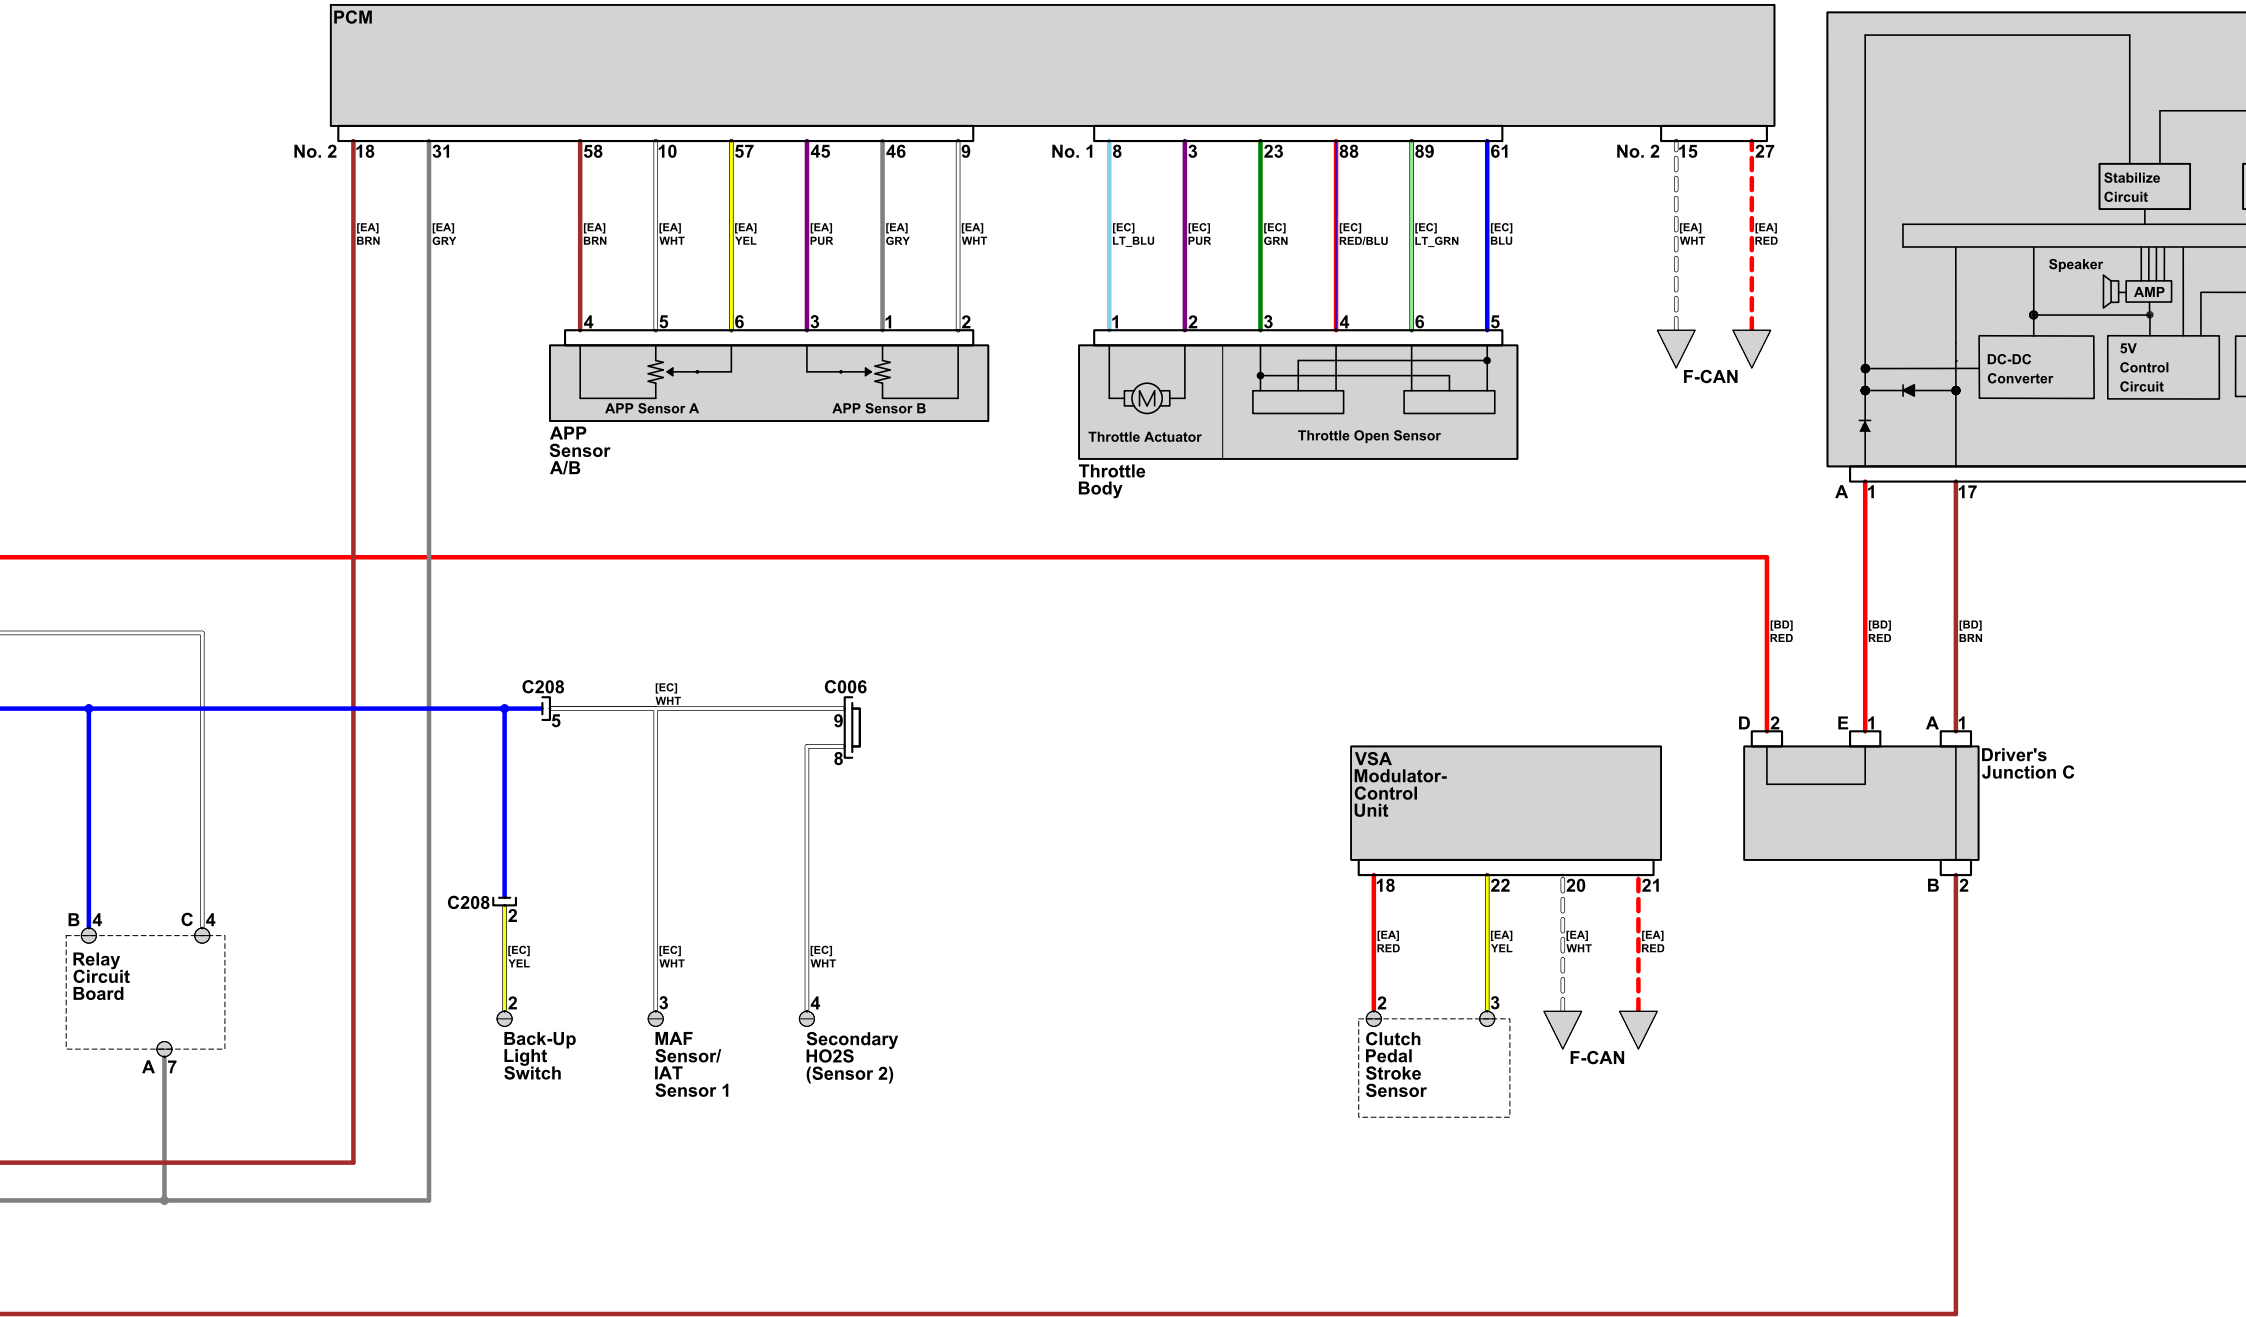 PCM
No. 2 18 31 58 10 57 45 46 9 No. 1 8 3 23 88 89 61 No. 2 15 27
Stabilize
Circuit
[EA] [EA] [EA] [EA] [EA] [EA] [EA] [EA] [EC] [EC] [EC] [EC] [EC] [EC] [EA] [EA]
BRN GRY BRN WHT YEL PUR GRY WHT LT_BLU PUR GRN RED/BLU LT_GRN BLU WHT RED
Speaker
AMP
4 5 6 3 1 2 1 2 3 4 6 5
DC-DC
Converter
5V
Control
Circuit
F-CAN
M
APP Sensor A APP Sensor B
Throttle Actuator Throttle Open Sensor
APP
Sensor
A/B
Throttle
Body
A 1 17
[BD] [BD] [BD]
RED RED BRN
C208 [EC] C006
WHT
5 9
8
D 2 E 1 A 1
Driver's
Junction C
VSA
Modulator-
Control
Unit
18 22 20 21 B 2
C208 2
B 4 C 4
[EC] [EC] [EC] [EA] [EA] [EA] [EA]
YEL WHT WHT RED YEL WHT RED
Relay
Circuit
Board
2 3 4 2 3
Back-Up
Light
Switch
MAF
Sensor/
IAT
Sensor 1
Secondary
HO2S
(Sensor 2)
Clutch
Pedal
Stroke
Sensor
F-CAN
A 7